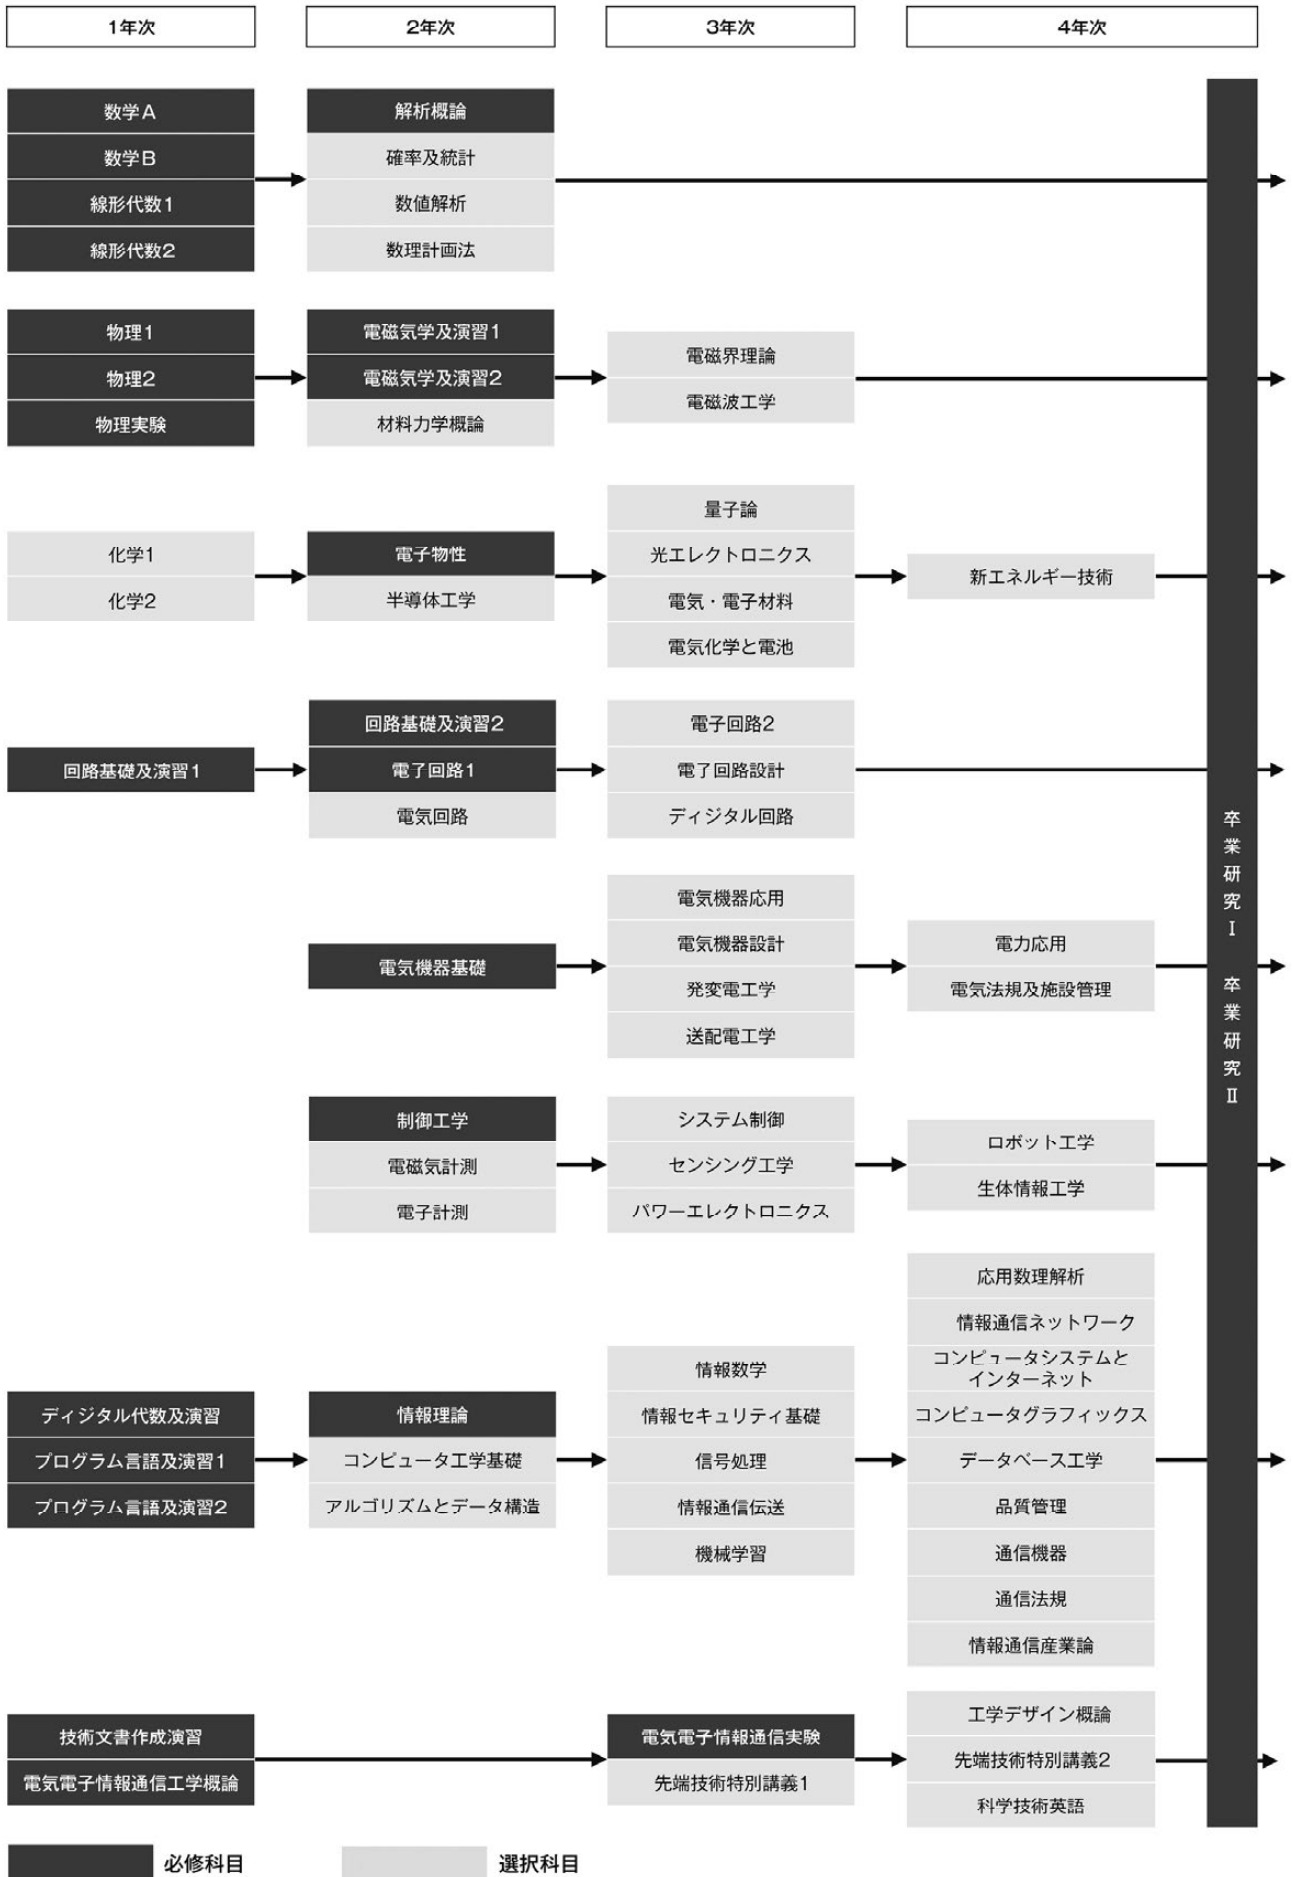 1年次
2年次
3年次
4年次
数学A
数学B
線形代数1
線形代数2
解析概論
確率及統計
数値解析
数理計画法
物理1
物理2
物理実験
電磁気学及演習1
電磁気学及演習2
材料力学概論
電磁界理論
電磁波工学
化学1
化学2
電子物性
半導体工学
量子論
光エレクトロニクス
電気・電子材料
電気化学と電池
新エネルギー技術
回路基礎及演習1
回路基礎及演習2
電子回路1
電気回路
電子回路2
電子回路設計
ディジタル回路
電気機器基礎
電気機器応用
電気機器設計
発変電工学
送配電工学
電力応用
電気法規及施設管理
制御工学
電磁気計測
電子計測
システム制御
センシング工学
パワーエレクトロニクス
ロボット工学
生体情報工学
ディジタル代数及演習
プログラム言語及演習1
プログラム言語及演習2
情報理論
コンピュータ工学基礎
アルゴリズムとデータ構造
情報数学
情報セキュリティ基礎
信号処理
情報通信伝送
機械学習
応用数理解析
情報通信ネットワーク
コンピュータシステムと
インターネット
コンピュータグラフィックス
データベース工学
品質管理
通信機器
通信法規
情報通信産業論
技術文書作成演習
電気電子情報通信工学概論
電気電子情報通信実験
先端技術特別講義1
工学デザイン概論
先端技術特別講義2
科学技術英語
卒業研究Ⅰ 卒業研究Ⅱ
必修科目
選択科目